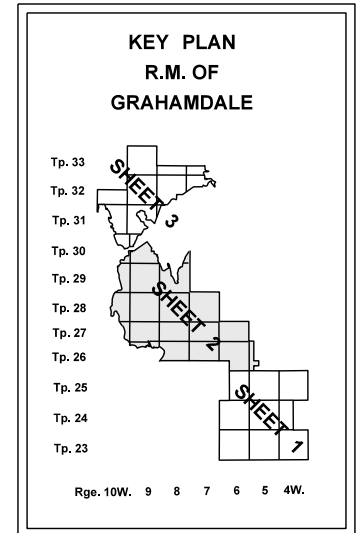 KEY PLAN
R.M. OF
GRAHAMDALE
Tp. 33
Tp. 32
SHEET 3
Tp. 31
Tp. 30
Tp. 29
Tp. 28
SHEET 2
Tp. 27
Tp. 26
Tp. 25
Tp. 24
SHEET 1
Tp. 23
Rge. 10W. 9 8 7 6 5 4W.